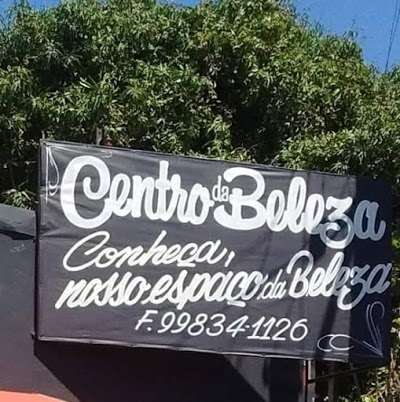 Centro da Beleza
Conheça,
nosso espaço da Beleza
F. 99834-1126